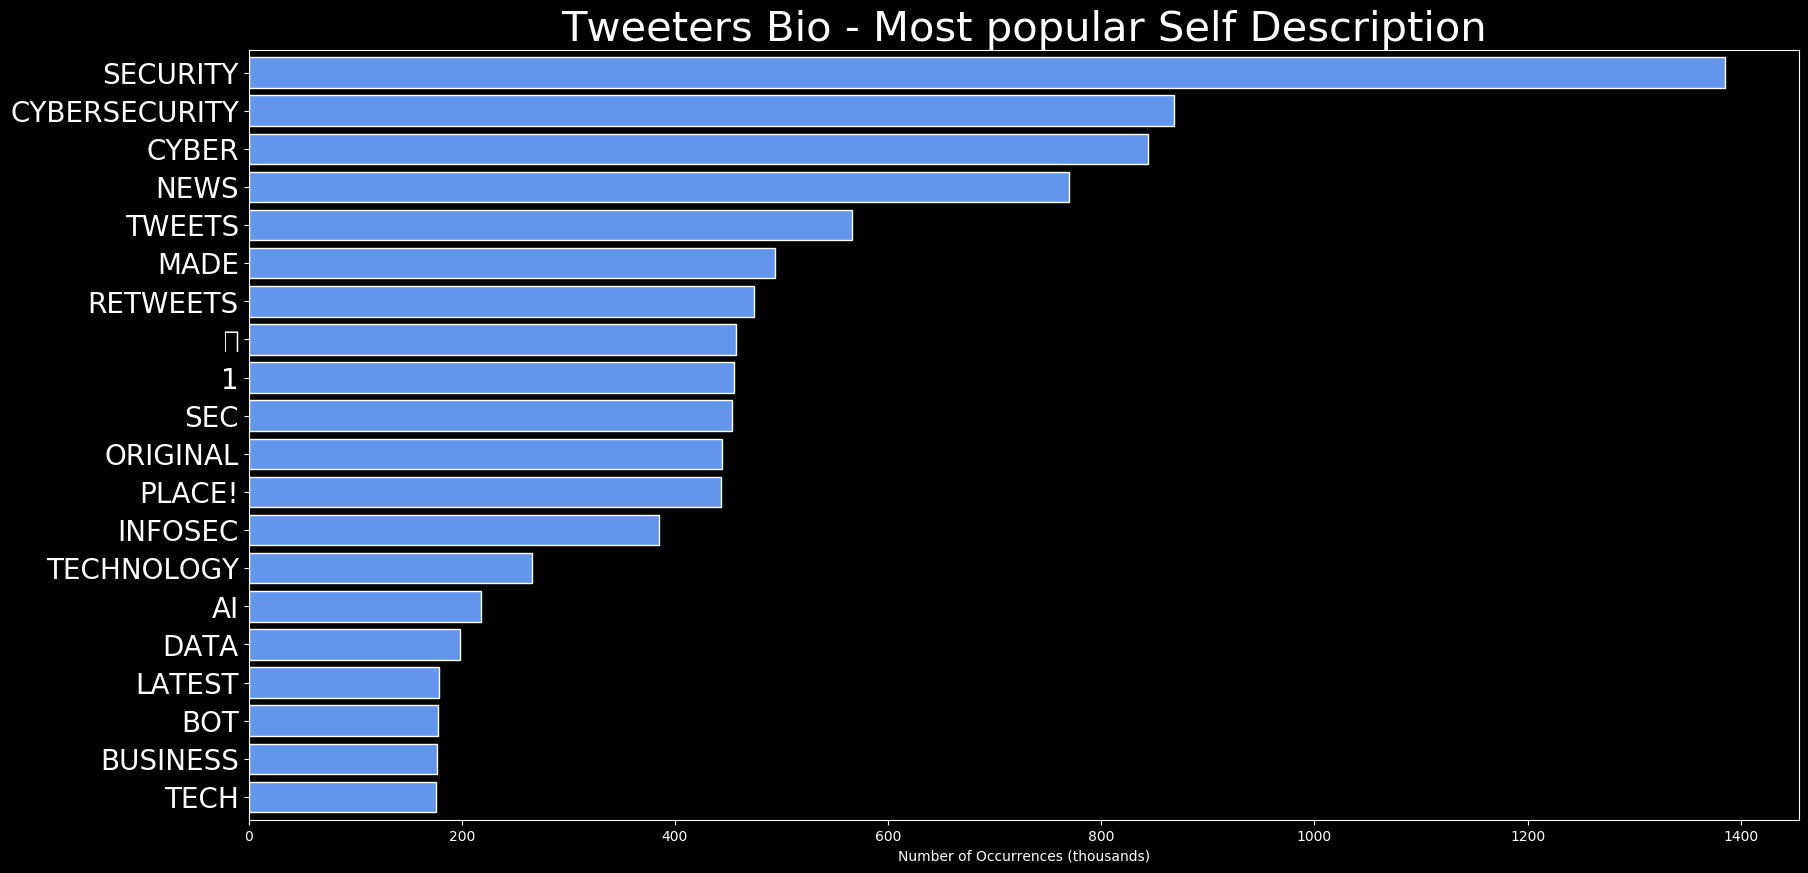 Tweeters Bio - Most popular Self Description
SECURITY
CYBERSECURITY
CYBER
NEWS
TWEETS
MADE
RETWEETS
1
SEC
ORIGINAL
PLACE!
INFOSEC
TECHNOLOGY
AI
DATA
LATEST
BOT
BUSINESS
TECH
0 200 400 600 800 1000 1200 1400
Number of Occurrences (thousands)